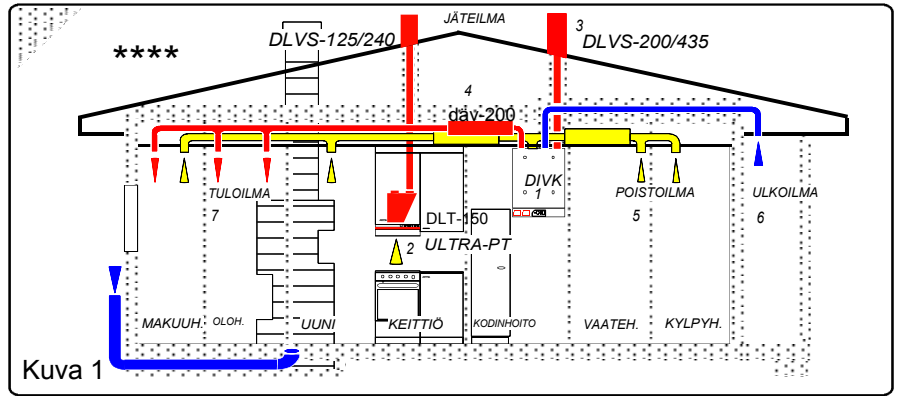 JÄTEILMA
DLVS-125/240
3
DLVS-200/435
****
4
däv-200
TULOILMA
7
DIVK
1
POISTOILMA
5
ULKOILMA
6
DLT-150
2
ULTRA-PT
MAKUUH.
OLOH.
UUNI
KEITTIÖ
KODINHOITO
VAATEH.
KYLPYH.
Kuva 1